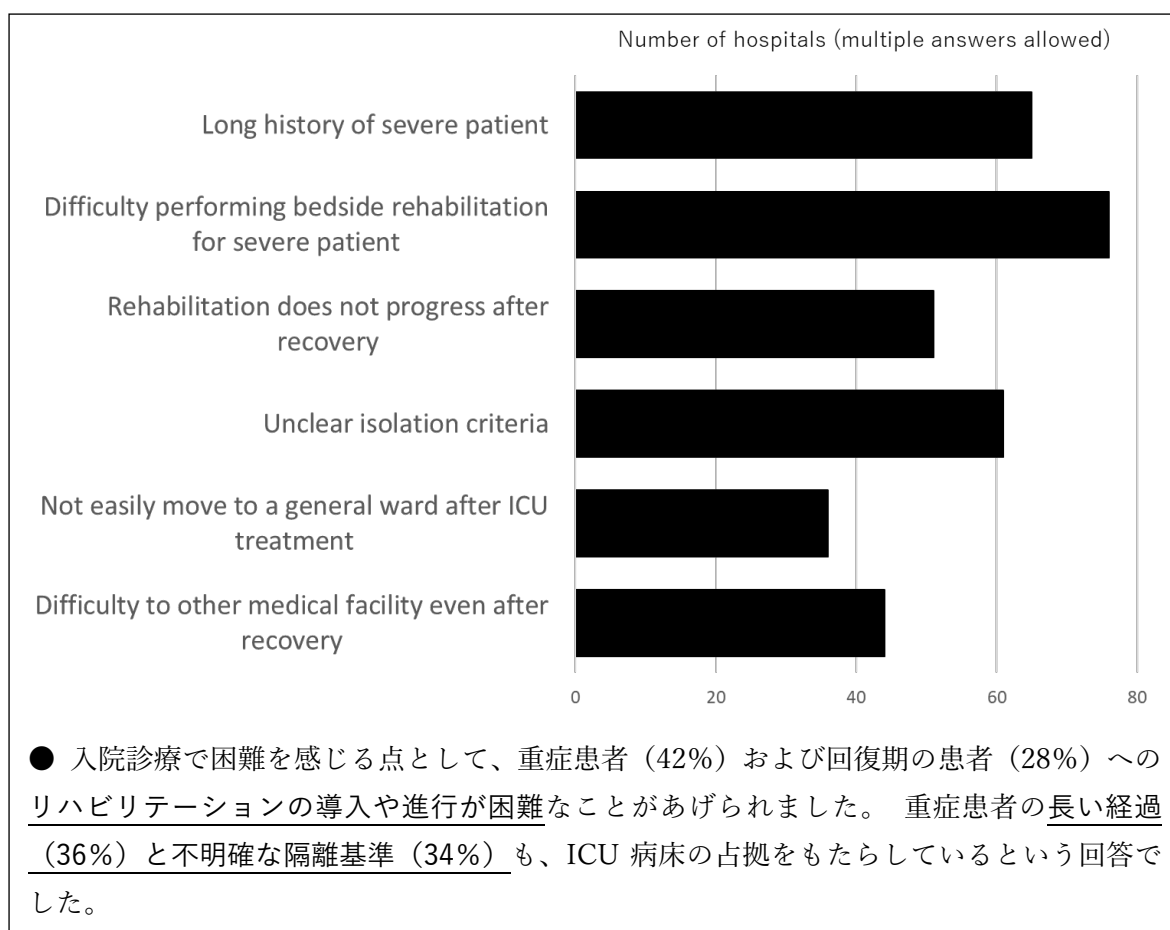 Number of hospitals (multiple answers allowed)
Long history of severe patient
Difficulty performing bedside rehabilitation
for severe patient
Rehabilitation does not progress after
recovery
Unclear isolation criteria
Not easily move to a general ward after ICU
treatment
Difficulty to other medical facility even after
recovery
0 20 40 60 80
● 入院診療で困難を感じる点として、重症患者（42%）および回復期の患者（28%）への
リハビリテーションの導入や進行が困難なことがあげられました。 重症患者の長い経過
（36%）と不明確な隔離基準（34%）も、ICU 病床の占拠をもたらしているという回答で
した。